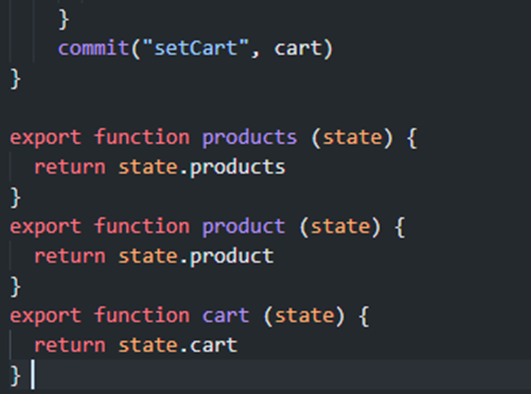 }
commit("setCart", cart)
}
export function products (state) {
return state.products
}
export function product (state) {
return state.product
}
export function cart (state) {
return state.cart
}